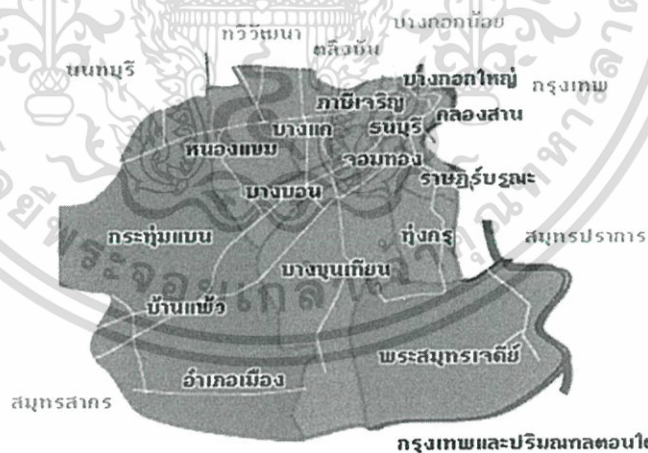 บางกอกน้อย
ทวีวัฒนา
ตลิ่งชัน
นนทบุรี
บางกอกใหญ่
กรุงเทพ
ภาษีเจริญ
คลองสาน
บางแค
ธนบุรี
หนองแขม
จอมทอง
ราษฎร์บูรณะ
บางบอน
กระทุ่มแบน
ทุ่งครุ
สมุทรปราการ
บางขุนเทียน
บ้านแพ้ว
พระสมุทรเจดีย์
อำเภอเมือง
สมุทรสาคร
กรุงเทพและปริมณฑลตอนใต้